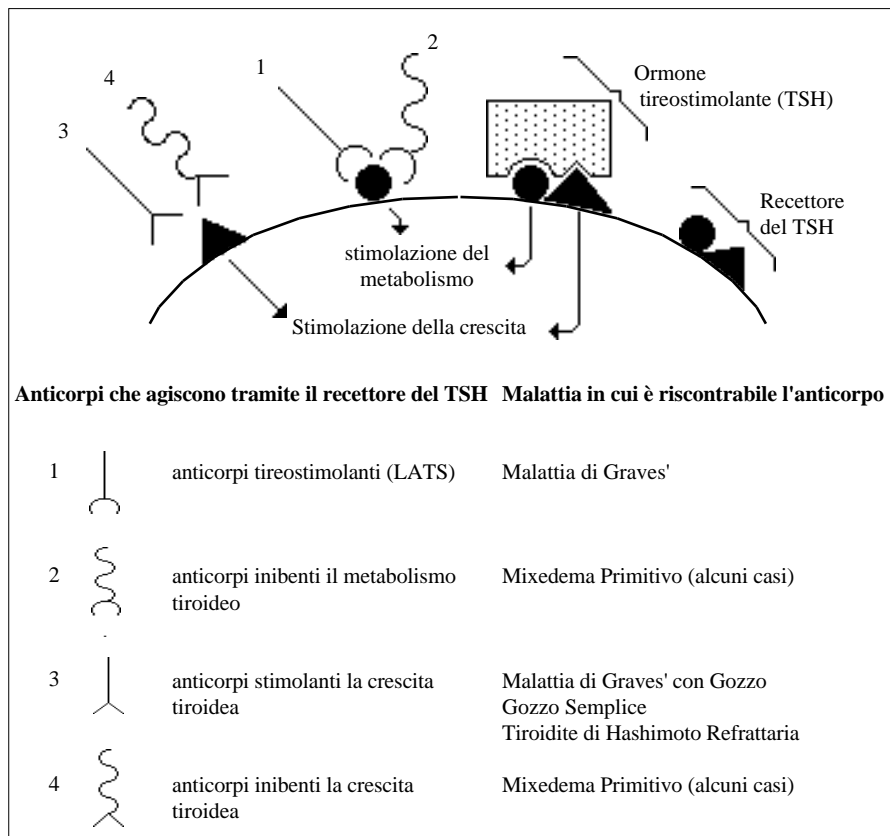 2
1
4
3
Ormone
tireostimolante (TSH)
Recettore
del TSH
stimolazione del
metabolismo
Stimolazione della crescita
Anticorpi che agiscono tramite il recettore del TSH Malattia in cui è riscontrabile l'anticorpo
1 anticorpi tireostimolanti (LATS) Malattia di Graves'
2 anticorpi inibenti il metabolismo Mixedema Primitivo (alcuni casi)
tiroideo
3 anticorpi stimolanti la crescita Malattia di Graves' con Gozzo
tiroidea Gozzo Semplice
Tiroidite di Hashimoto Refrattaria
4 anticorpi inibenti la crescita Mixedema Primitivo (alcuni casi)
tiroidea